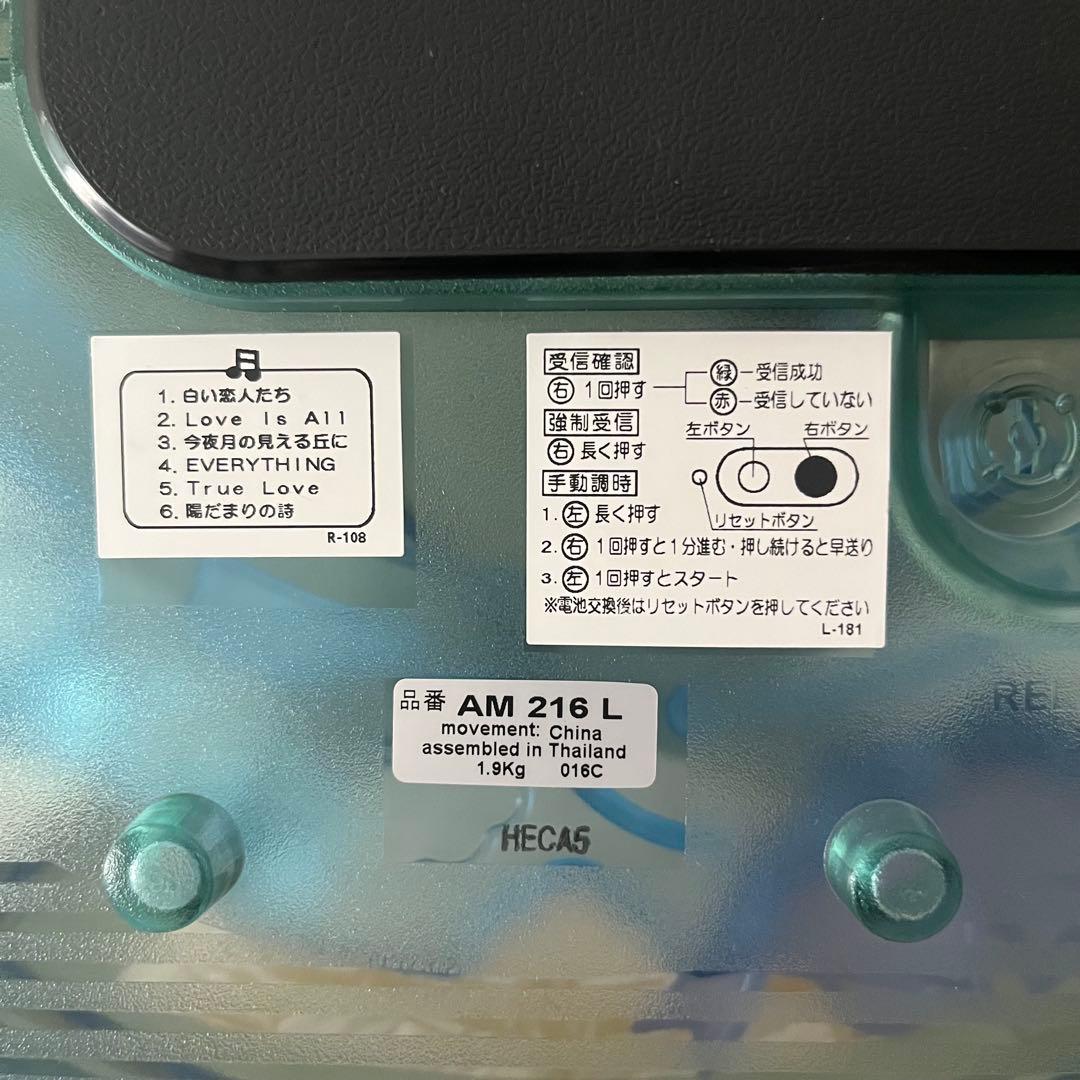 1. 白い恋人たち
2. Love Is All
3. 今夜月の見える丘に
4. EVERYTHING
5. True Love
6. 陽だまりの詩
R-108
受信確認
右 1回押す
緑 - 受信成功
赤 - 受信していない
強制受信
右 長く押す
左ボタン 右ボタン
手動調時
リセットボタン
1. 左 長く押す
2. 右 1回押すと1分進む・押し続けると早送り
3. 左 1回押すとスタート
※電池交換後はリセットボタンを押してください
L-181
品番 AM 216 L
movement: China
assembled in Thailand
1.9Kg 016C
HECA5